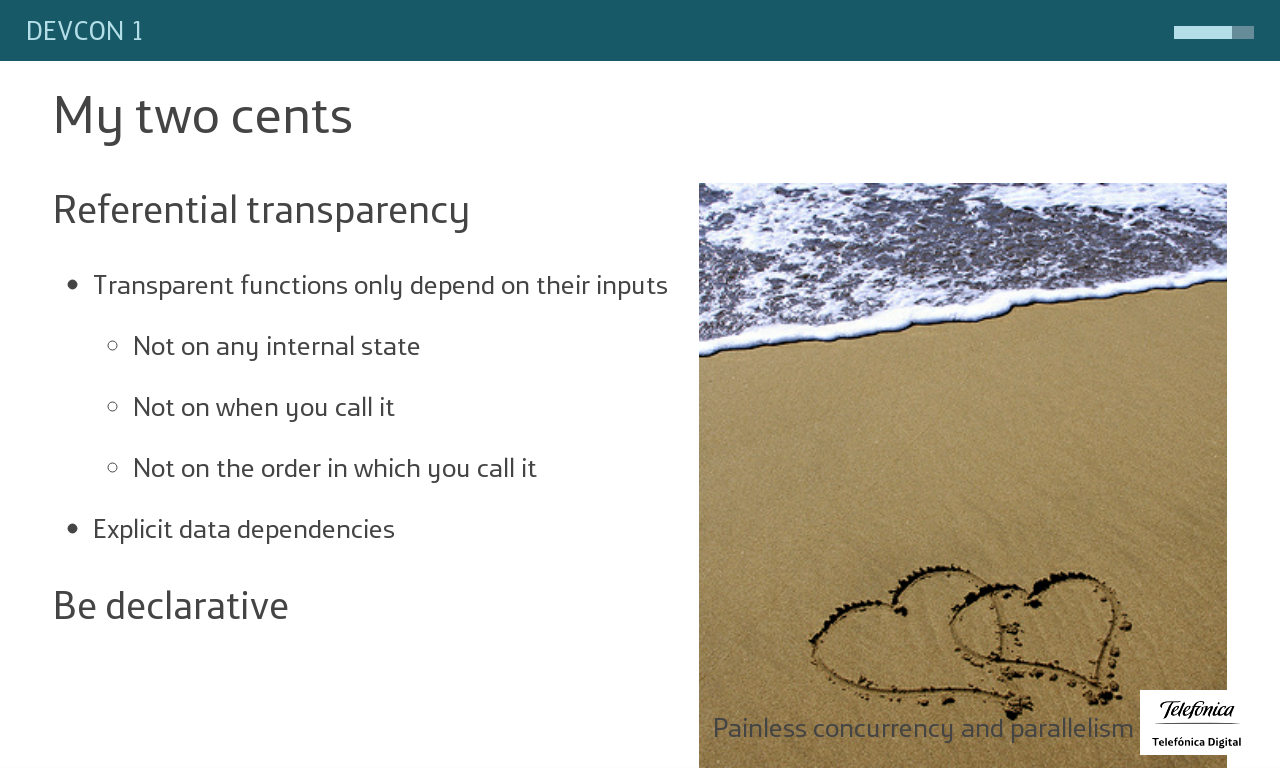 DEVCON 1
My two cents
Referential transparency
Transparent functions only depend on their inputs
Not on any internal state
Not on when you call it
Not on the order in which you call it
Explicit data dependencies
Be declarative
Painless concurrency and parallelism
Telefónica
Telefónica Digital